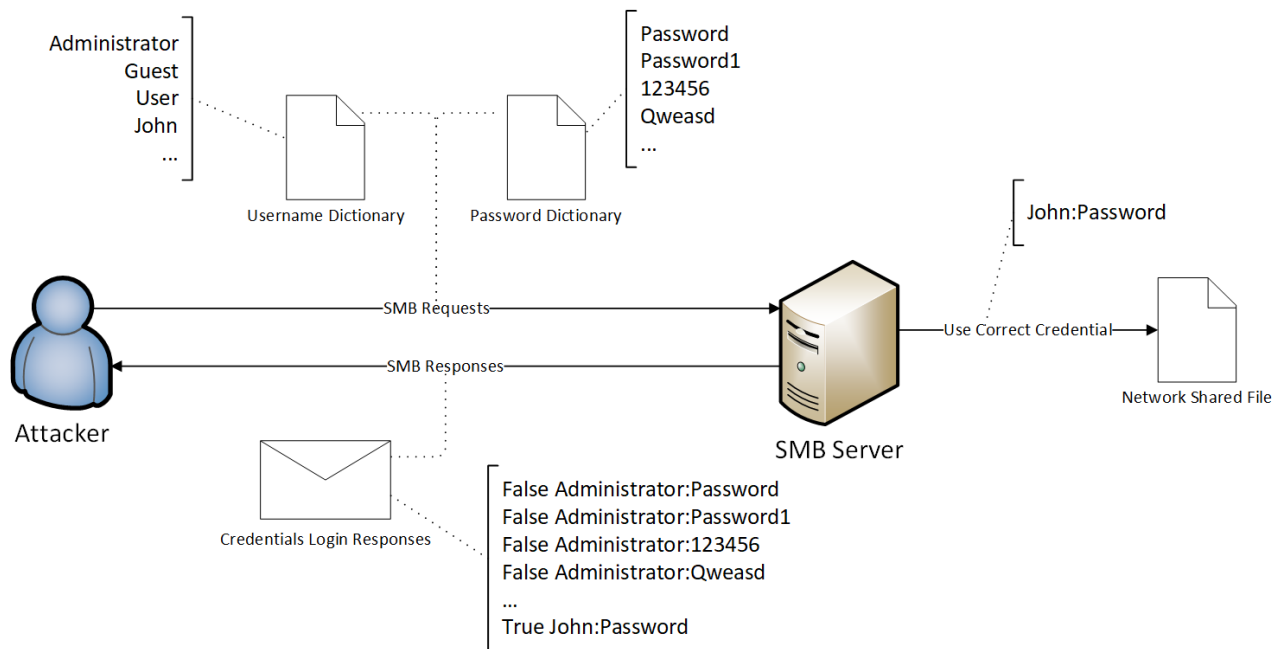 Administrator
Guest
User
John
...
Username Dictionary
Password
Password1
123456
Qweasd
...
Password Dictionary
John:Password
SMB Requests
Use Correct Credential
SMB Responses
Network Shared File
Attacker
SMB Server
Credentials Login Responses
False Administrator:Password
False Administrator:Password1
False Administrator:123456
False Administrator:Qweasd
...
True John:Password